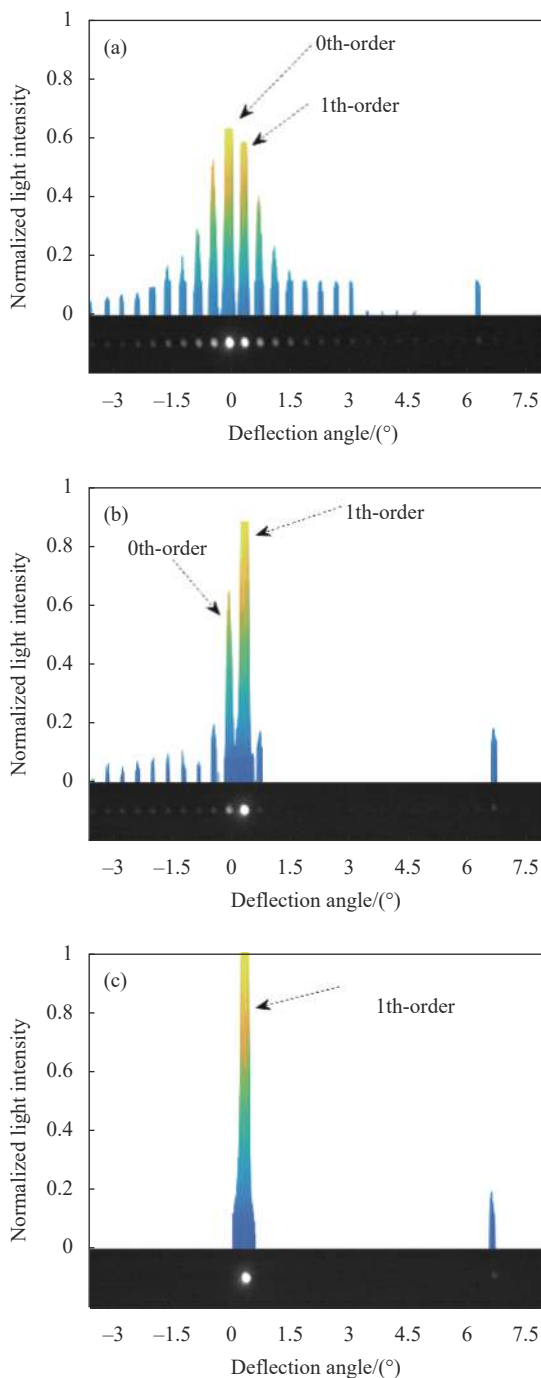 (a)
0th-order
1th-order
Normalized light intensity
1
0.8
0.6
0.4
0.2
0
–3 –1.5 0 1.5 3 4.5 6 7.5
Deflection angle/(°)
(b)
1th-order
0th-order
Normalized light intensity
1
0.8
0.6
0.4
0.2
0
–3 –1.5 0 1.5 3 4.5 6 7.5
Deflection angle/(°)
(c)
1th-order
Normalized light intensity
1
0.8
0.6
0.4
0.2
0
–3 –1.5 0 1.5 3 4.5 6 7.5
Deflection angle/(°)